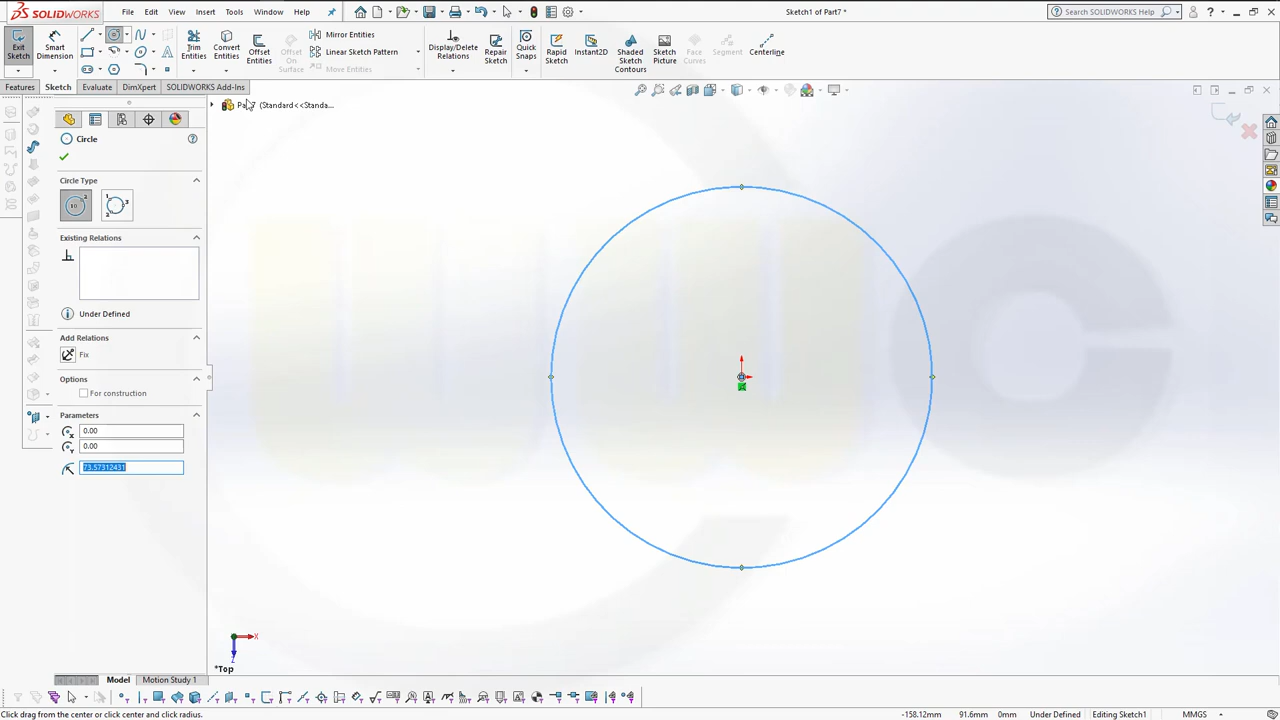 SOLIDWORKS
File Edit View Insert Tools Window Help
Sketch1 of Part7 *
Search SOLIDWORKS Help
Exit Sketch
Smart Dimension
Trim Entities
Convert Entities
Offset Entities
Offset On Surface
Mirror Entities
Linear Sketch Pattern
Move Entities
Display/Delete Relations
Repair Sketch
Quick Snaps
Rapid Sketch
Instant2D
Shaded Sketch Contours
Sketch Picture
Face Curves
Segment
Centerline
Features Sketch Evaluate DimXpert SOLIDWORKS Add-Ins
Part7 (Standard<<Standa...
Circle
Circle Type
Existing Relations
Under Defined
Add Relations
Fix
Options
For construction
Parameters
0.00
0.00
73,57312431
X
Z
*Top
Model Motion Study 1
Click drag from the center or click center and click radius.
-158.12mm 91.6mm 0mm Under Defined Editing Sketch1 MMGS